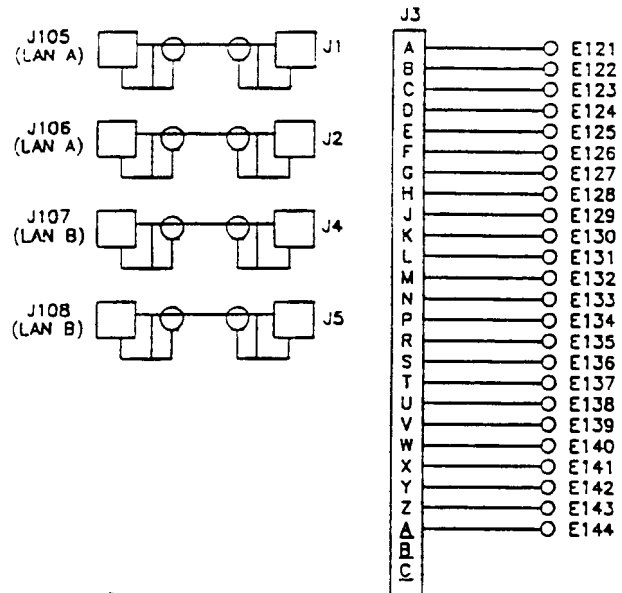 J105
(LAN A)
J1
J106
(LAN A)
J2
J107
(LAN B)
J4
J108
(LAN B)
J5
J3
A E121
B E122
C E123
D E124
E E125
F E126
G E127
H E128
J E129
K E130
L E131
M E132
N E133
P E134
R E135
S E136
T E137
U E138
V E139
W E140
X E141
Y E142
Z E143
A E144
B
C